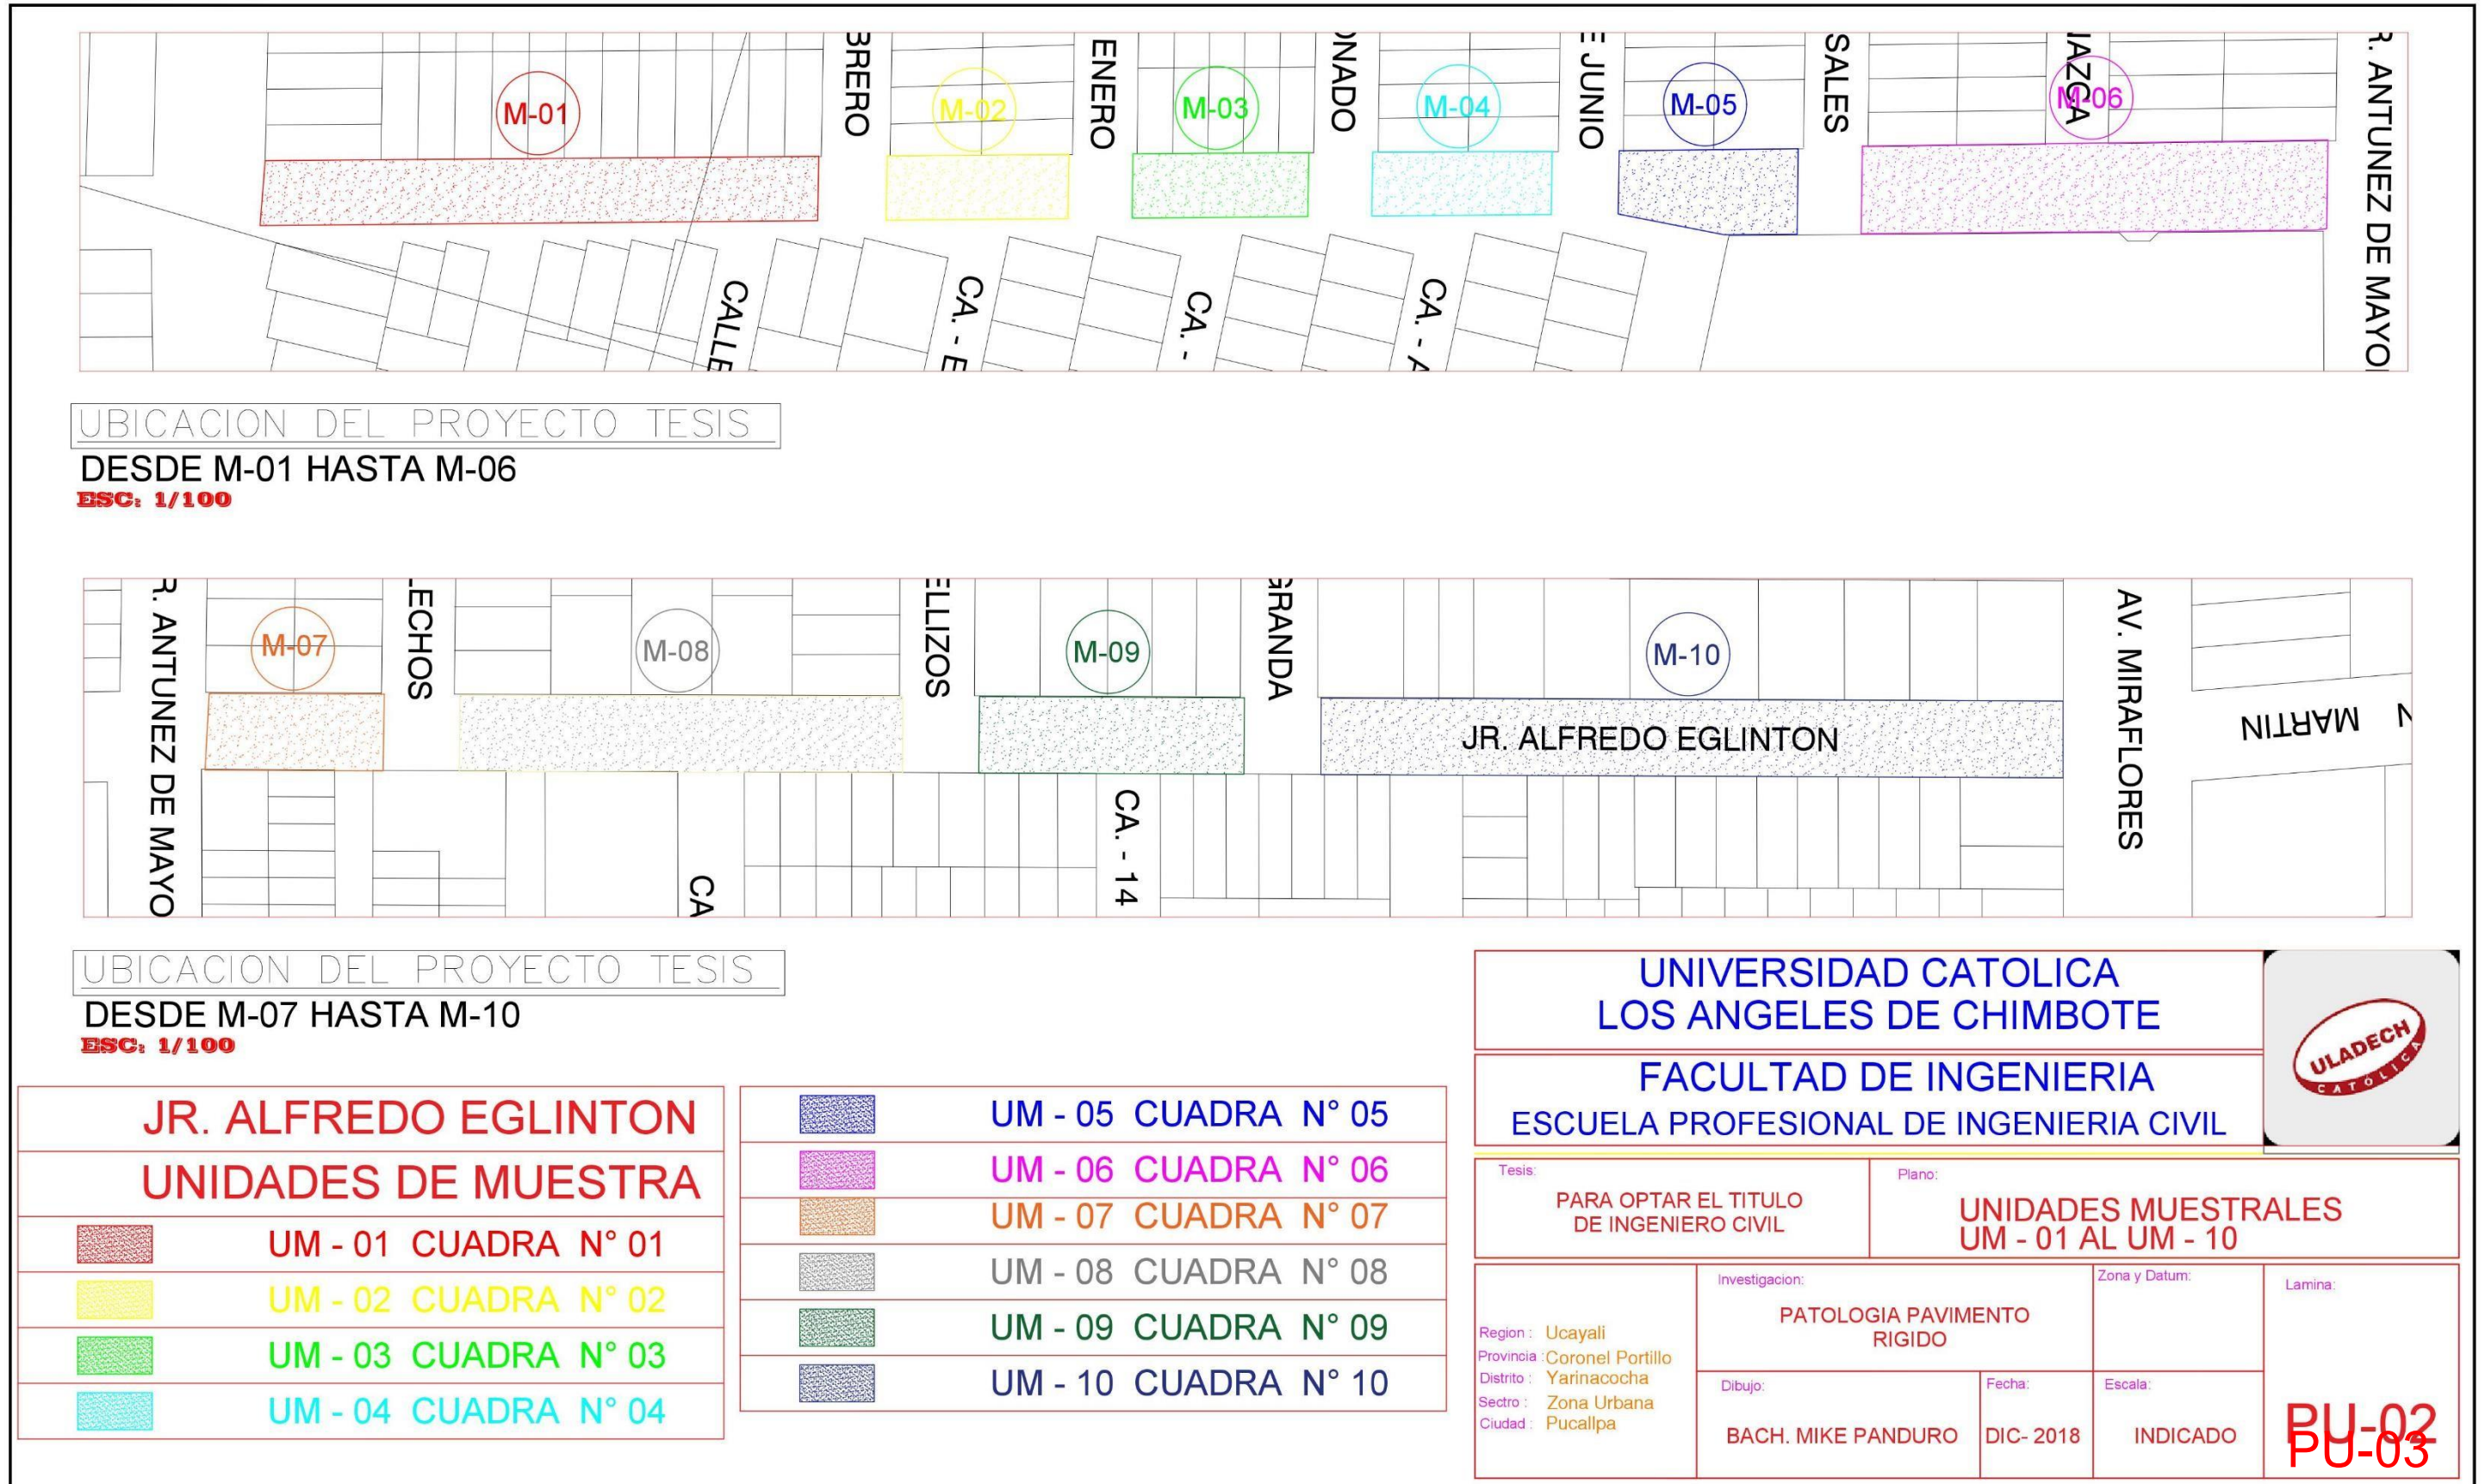 BRERO
ENERO
ONADO
E JUNIO
SALES
IAZGA
R. ANTUNEZ DE MAYO
M-01
M-02
M-03
M-04
M-05
M-06
CALLE
CA. - E
CA. -
CA. - A
UBICACION DEL PROYECTO TESIS
DESDE M-01 HASTA M-06
ESC: 1/100
R. ANTUNEZ DE MAYO
LECHOS
ELLIZOS
GRANDA
AV. MIRAFLORES
M-07
M-08
M-09
M-10
JR. ALFREDO EGLINTON
N MARTIN
CA
CA. - 14
UBICACION DEL PROYECTO TESIS
DESDE M-07 HASTA M-10
ESC: 1/100
JR. ALFREDO EGLINTON
UNIDADES DE MUESTRA
UM - 01 CUADRA N° 01
UM - 02 CUADRA N° 02
UM - 03 CUADRA N° 03
UM - 04 CUADRA N° 04
UM - 05 CUADRA N° 05
UM - 06 CUADRA N° 06
UM - 07 CUADRA N° 07
UM - 08 CUADRA N° 08
UM - 09 CUADRA N° 09
UM - 10 CUADRA N° 10
UNIVERSIDAD CATOLICA
LOS ANGELES DE CHIMBOTE
FACULTAD DE INGENIERIA
ESCUELA PROFESIONAL DE INGENIERIA CIVIL
ULADECH
CATÓLICA
Tesis:
PARA OPTAR EL TITULO
DE INGENIERO CIVIL
Plano:
UNIDADES MUESTRALES
UM - 01 AL UM - 10
Region : Ucayali
Provincia : Coronel Portillo
Distrito : Yarinacocha
Sectro : Zona Urbana
Ciudad : Pucallpa
Investigacion:
PATOLOGIA PAVIMENTO
RIGIDO
Zona y Datum:
Dibujo:
BACH. MIKE PANDURO
Fecha:
DIC- 2018
Escala:
INDICADO
Lamina:
PU-02
PU-03